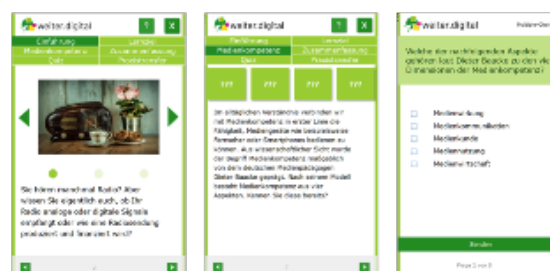 weiter.digital ? X
Einführung Lernziel
Medienkompetenz Zusammenfassung
Quiz Praxistransfer
Sie hören manchmal Radio? Aber
wissen Sie eigentlich auch, ob Ihr
Radio analoge oder digitale Signale
empfängt oder wie eine Radiosendung
produziert und finanziert wird?
weiter.digital ? X
Einführung Lernziel
Medienkompetenz Zusammenfassung
Quiz Praxistransfer
??? ??? ??? ???
Im alltäglichen Verständnis verbinden wir
mit Medienkompetenz in erster Linie die
Fähigkeit, Mediengeräte wie beispielsweise
Fernseher oder Smartphones bedienen zu
können. Aus wissenschaftlicher Sicht wurde
der Begriff Medienkompetenz maßgeblich
von dem deutschen Medienpädagogen
Dieter Baacke geprägt. Nach seinem Modell
besteht Medienkompetenz aus vier
Aspekten. Kennen Sie diese bereits?
weiter.digital
Welche der nachfolgenden Aspekte
gehören laut Dieter Baacke zu den vie
Dimensionen der Medienkompetenz?
Medienwirkung
Medienkommunikation
Medienkunde
Mediennutzung
Medienwirtschaft
Senden